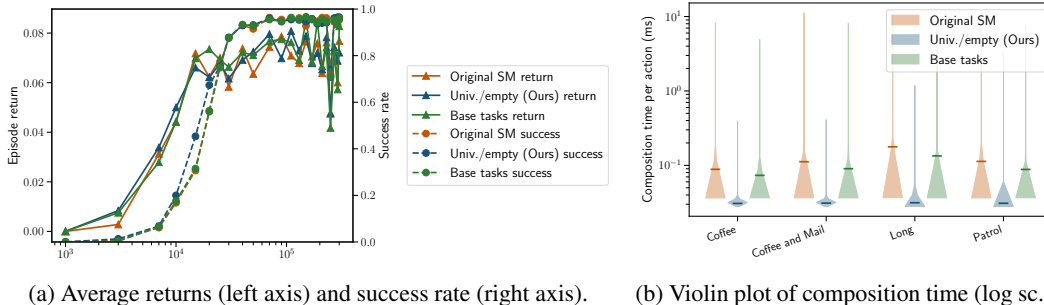 0.08
0.06
0.04
0.02
0.00
Episode return
1.0
0.8
0.6
0.4
0.2
0.0
Success rate
10³
10⁴
10⁵
Original SM return
Univ./empty (Ours) return
Base tasks return
Original SM success
Univ./empty (Ours) success
Base tasks success
(a) Average returns (left axis) and success rate (right axis).
Composition time per action (ms)
10¹
10⁰
10⁻¹
Original SM
Univ./empty (Ours)
Base tasks
Coffee
Coffee and Mail
Long
Patrol
(b) Violin plot of composition time (log sc.